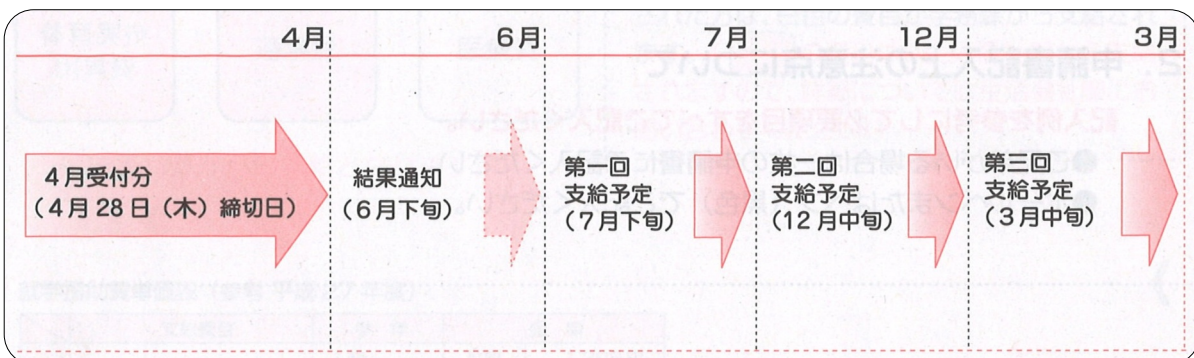 4月
6月
7月
12月
3月
4月受付分
（4月28日（木）締切日）
結果通知
（6月下旬）
第一回
支給予定
（7月下旬）
第二回
支給予定
（12月中旬）
第三回
支給予定
（3月中旬）